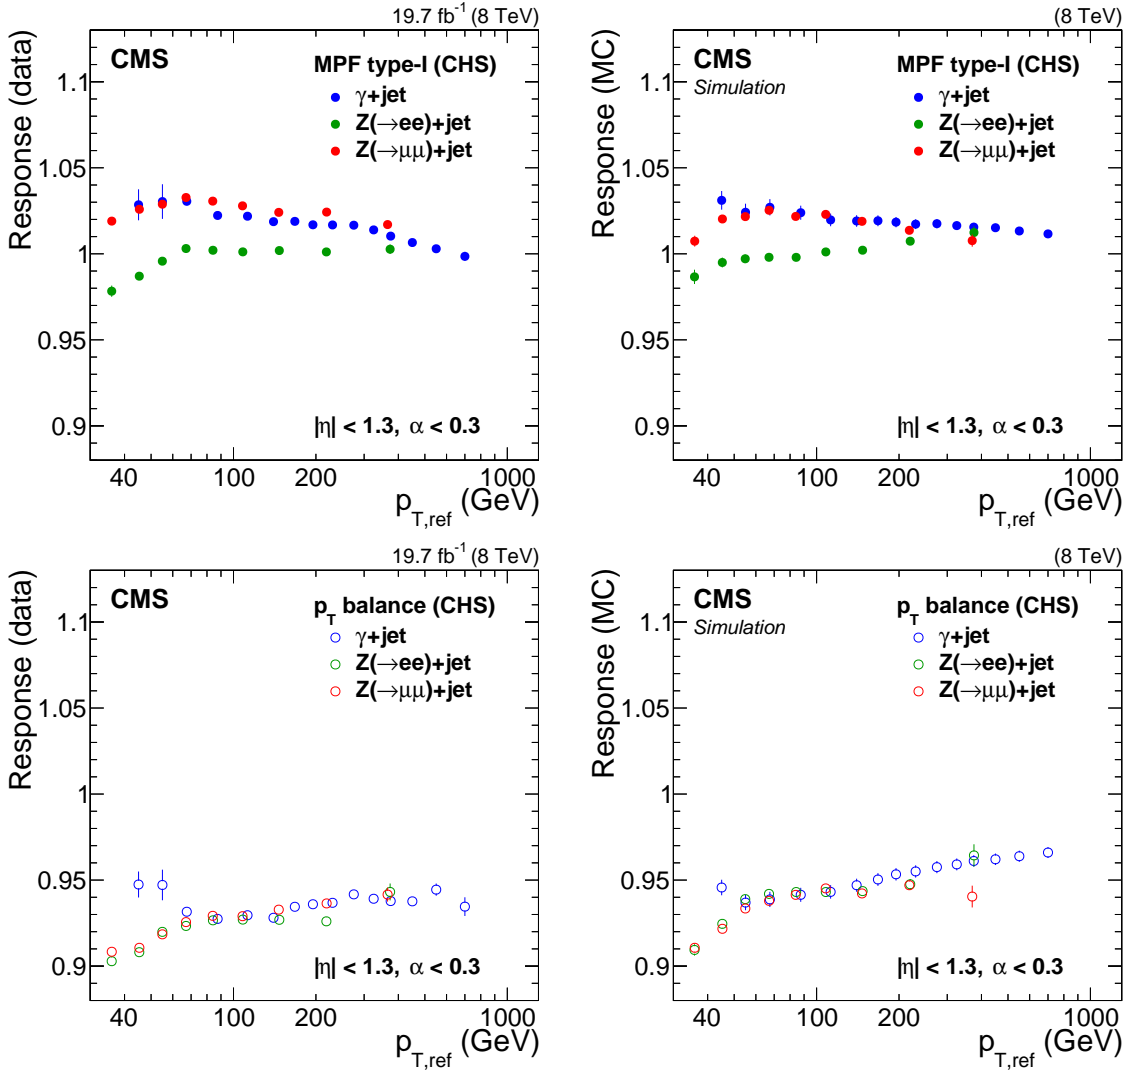 19.7 fb⁻¹ (8 TeV)
CMS
MPF type-I (CHS)
γ+jet
Z(→ee)+jet
Z(→μμ)+jet
Response (data)
1.1
1.05
1
0.95
0.9
|η| < 1.3, α < 0.3
40 100 200 1000
p_T,ref (GeV)
(8 TeV)
CMS
Simulation
MPF type-I (CHS)
γ+jet
Z(→ee)+jet
Z(→μμ)+jet
Response (MC)
1.1
1.05
1
0.95
0.9
|η| < 1.3, α < 0.3
40 100 200 1000
p_T,ref (GeV)
19.7 fb⁻¹ (8 TeV)
CMS
p_T balance (CHS)
γ+jet
Z(→ee)+jet
Z(→μμ)+jet
Response (data)
1.1
1.05
1
0.95
0.9
|η| < 1.3, α < 0.3
40 100 200 1000
p_T,ref (GeV)
(8 TeV)
CMS
Simulation
p_T balance (CHS)
γ+jet
Z(→ee)+jet
Z(→μμ)+jet
Response (MC)
1.1
1.05
1
0.95
0.9
|η| < 1.3, α < 0.3
40 100 200 1000
p_T,ref (GeV)